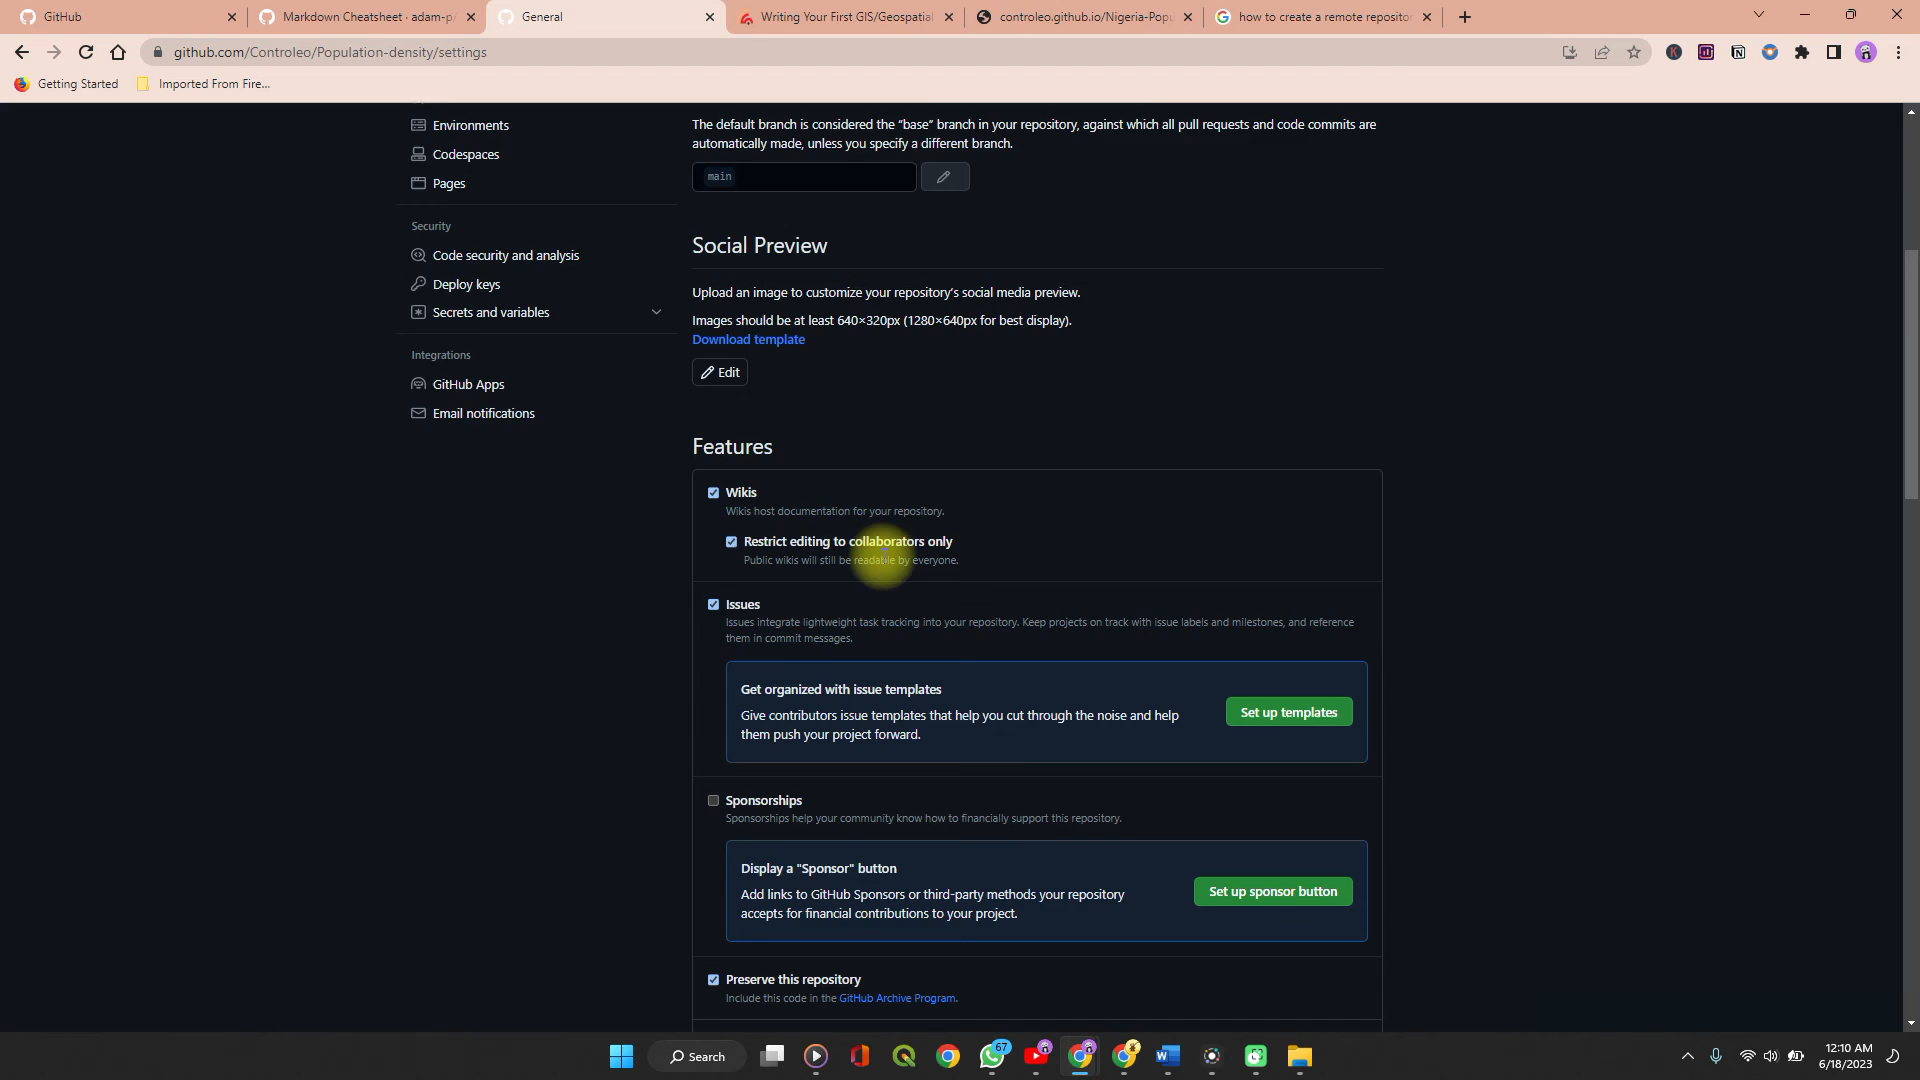 GitHub
Markdown Cheatsheet · adam-p/
General
Writing Your First GIS/Geospatial
controleo.github.io/Nigeria-Popu
how to create a remote repositor
github.com/Controleo/Population-density/settings
Getting Started
Imported From Fire...
Environments
Codespaces
Pages
Security
Code security and analysis
Deploy keys
Secrets and variables
Integrations
GitHub Apps
Email notifications
The default branch is considered the “base” branch in your repository, against which all pull requests and code commits are
automatically made, unless you specify a different branch.
main
Social Preview
Upload an image to customize your repository’s social media preview.
Images should be at least 640×320px (1280×640px for best display).
Download template
Edit
Features
Wikis
Wikis host documentation for your repository.
Restrict editing to collaborators only
Public wikis will still be readable by everyone.
Issues
Issues integrate lightweight task tracking into your repository. Keep projects on track with issue labels and milestones, and reference
them in commit messages.
Get organized with issue templates
Give contributors issue templates that help you cut through the noise and help
them push your project forward.
Set up templates
Sponsorships
Sponsorships help your community know how to financially support this repository.
Display a "Sponsor" button
Add links to GitHub Sponsors or third-party methods your repository
accepts for financial contributions to your project.
Set up sponsor button
Preserve this repository
Include this code in the GitHub Archive Program.
Search
67
12:10 AM
6/18/2023